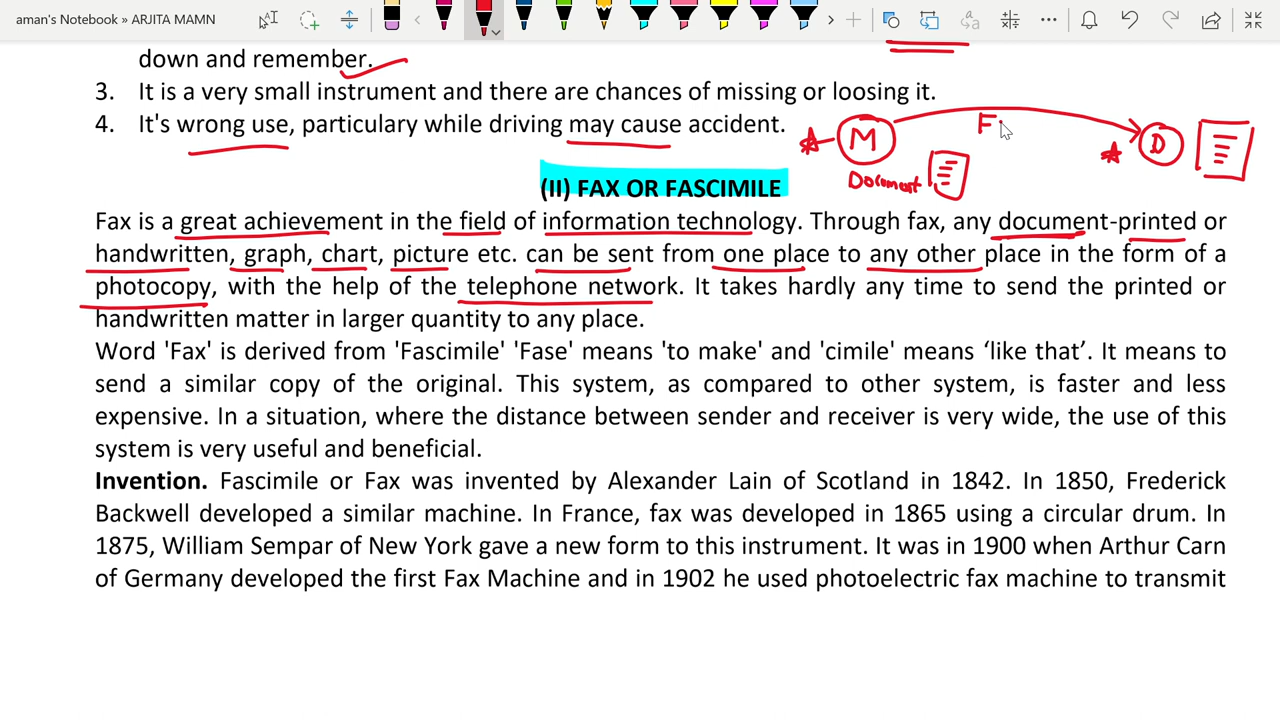 aman's Notebook » ARJITA MAMN
down and remember.
3. It is a very small instrument and there are chances of missing or loosing it.
4. It's wrong use, particulary while driving may cause accident.
M
F
D
Document
(II) FAX OR FASCIMILE
Fax is a great achievement in the field of information technology. Through fax, any document-printed or
handwritten, graph, chart, picture etc. can be sent from one place to any other place in the form of a
photocopy, with the help of the telephone network. It takes hardly any time to send the printed or
handwritten matter in larger quantity to any place.
Word 'Fax' is derived from 'Fascimile' 'Fase' means 'to make' and 'cimile' means ‘like that’. It means to
send a similar copy of the original. This system, as compared to other system, is faster and less
expensive. In a situation, where the distance between sender and receiver is very wide, the use of this
system is very useful and beneficial.
Invention. Fascimile or Fax was invented by Alexander Lain of Scotland in 1842. In 1850, Frederick
Backwell developed a similar machine. In France, fax was developed in 1865 using a circular drum. In
1875, William Sempar of New York gave a new form to this instrument. It was in 1900 when Arthur Carn
of Germany developed the first Fax Machine and in 1902 he used photoelectric fax machine to transmit